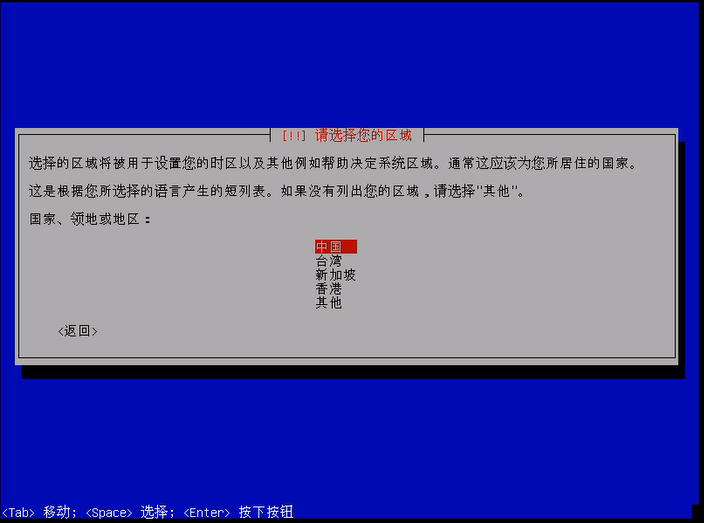 [!!] 请选择您的区域
选择的区域将被用于设置您的时区以及其他例如帮助决定系统区域。通常这应该为您所居住的国家。
这是根据您所选择的语言产生的短列表。如果没有列出您的区域，请选择"其他"。
国家、领地或地区：
中国
台湾
新加坡
香港
其他
<返回>
<Tab> 移动; <Space> 选择; <Enter> 按下按钮